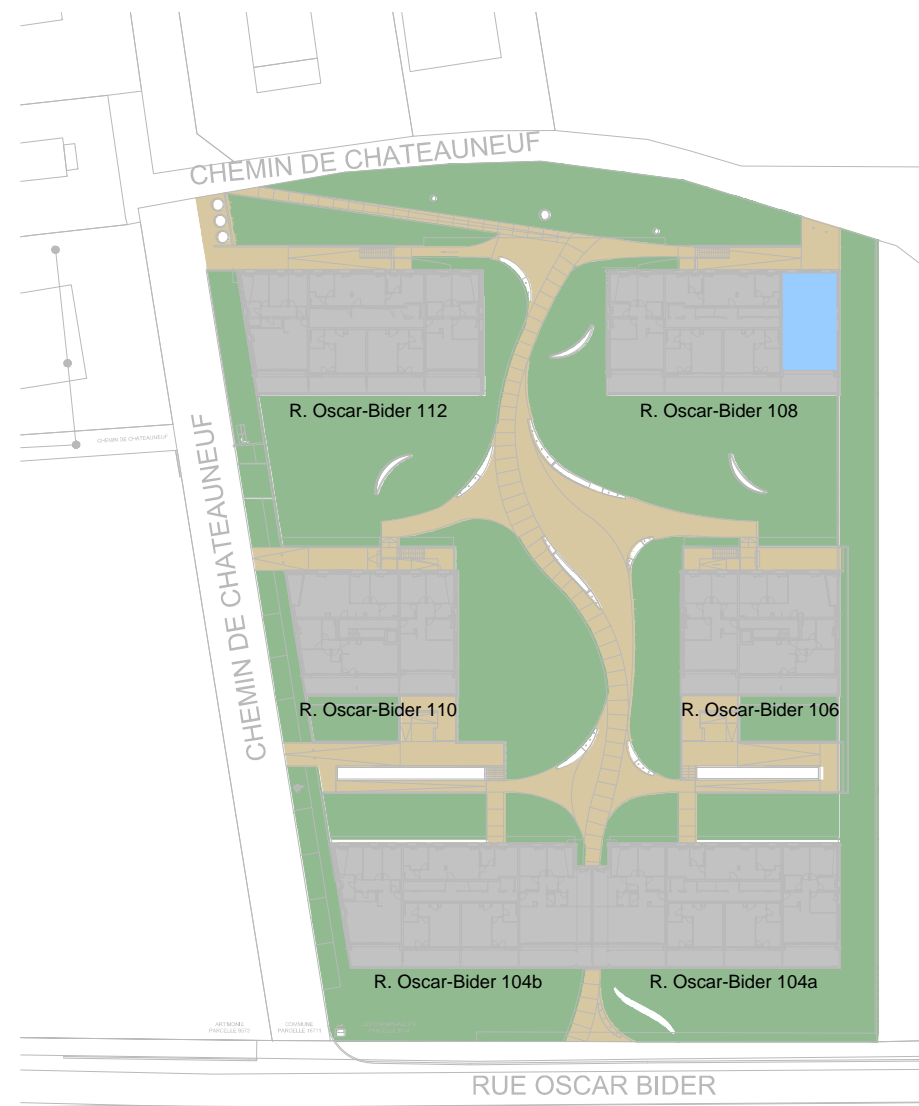 CHEMIN DE CHATEAUNEUF
R. Oscar-Bider 112
R. Oscar-Bider 108
CHEMIN DE CHATEAUNEUF
CHEMIN DE CHATEAUNEUF
R. Oscar-Bider 110
R. Oscar-Bider 106
R. Oscar-Bider 104b
R. Oscar-Bider 104a
COMMUNE
RUE OSCAR BIDER